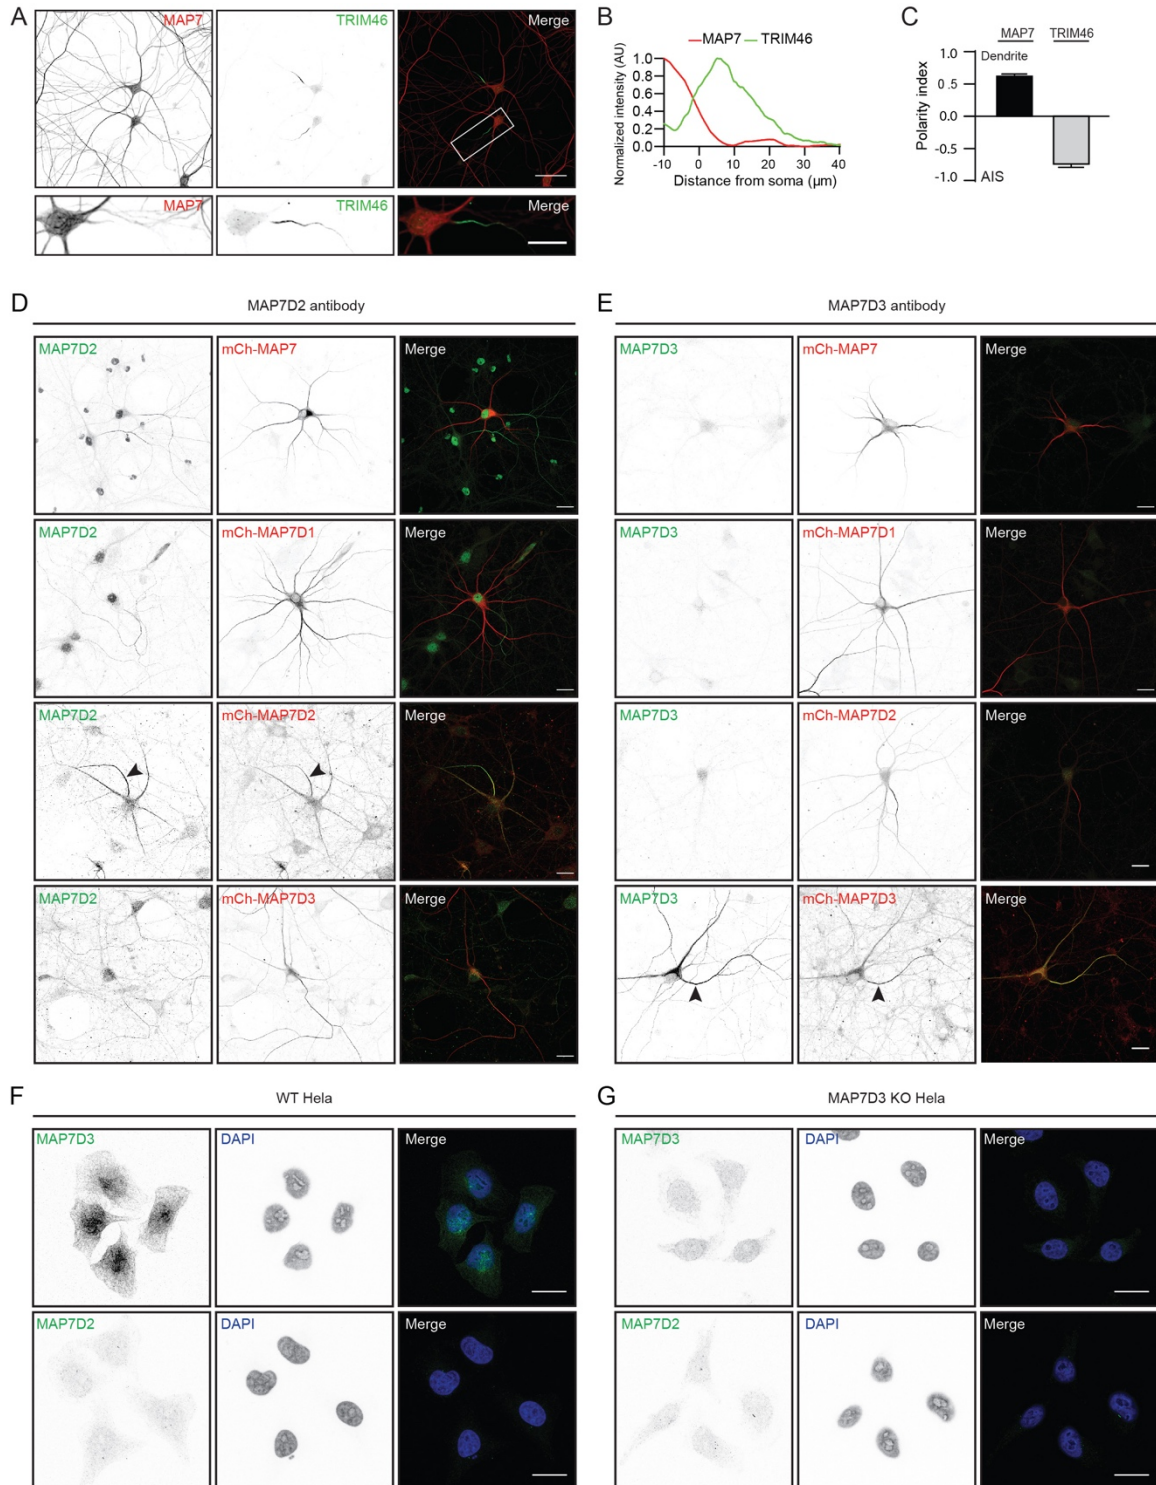 A
MAP7
TRIM46
Merge
MAP7
TRIM46
Merge
B
MAP7
TRIM46
Normalized intensity (AU)
1.0
0.8
0.6
0.4
0.2
0.0
-10
0
10
20
30
40
Distance from soma (μm)
C
MAP7
TRIM46
Polarity index
1.0
0.5
0.0
-0.5
-1.0
Dendrite
AIS
D
MAP7D2 antibody
MAP7D2
mCh-MAP7
Merge
MAP7D2
mCh-MAP7D1
Merge
MAP7D2
mCh-MAP7D2
Merge
MAP7D2
mCh-MAP7D3
Merge
E
MAP7D3 antibody
MAP7D3
mCh-MAP7
Merge
MAP7D3
mCh-MAP7D1
Merge
MAP7D3
mCh-MAP7D2
Merge
MAP7D3
mCh-MAP7D3
Merge
F
WT Hela
MAP7D3
DAPI
Merge
MAP7D2
DAPI
Merge
G
MAP7D3 KO Hela
MAP7D3
DAPI
Merge
MAP7D2
DAPI
Merge